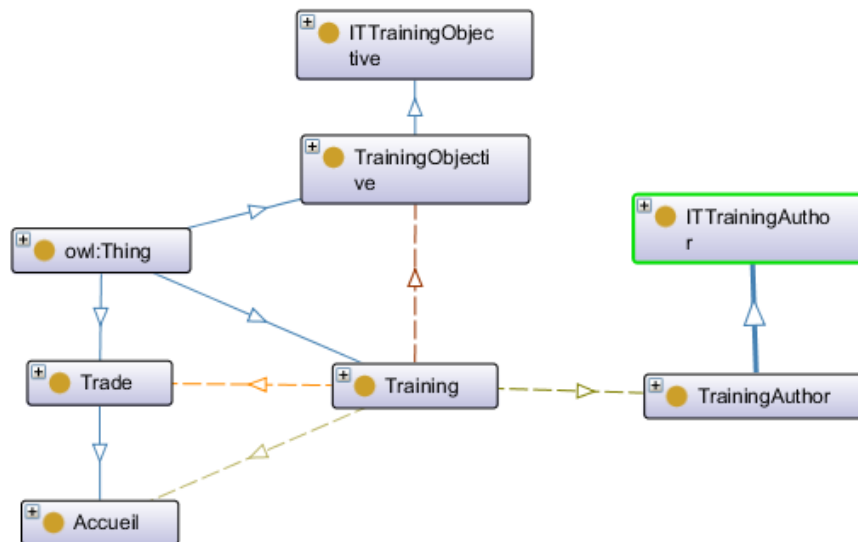 ITTrainingObjec
tive
TrainingObjecti
ve
ITTrainingAutho
r
owl:Thing
Trade
Training
TrainingAuthor
Accueil